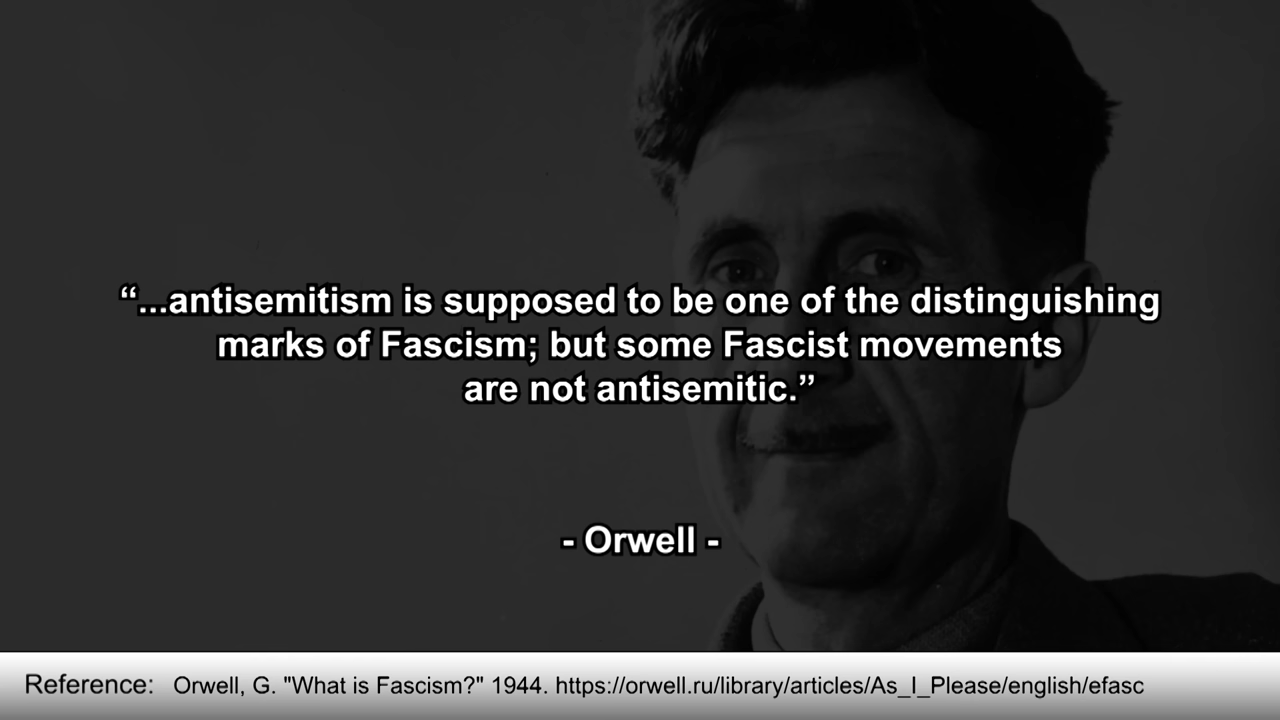 “...antisemitism is supposed to be one of the distinguishing
marks of Fascism; but some Fascist movements
are not antisemitic.”
- Orwell -
Reference: Orwell, G. "What is Fascism?" 1944. https://orwell.ru/library/articles/As_I_Please/english/efasc